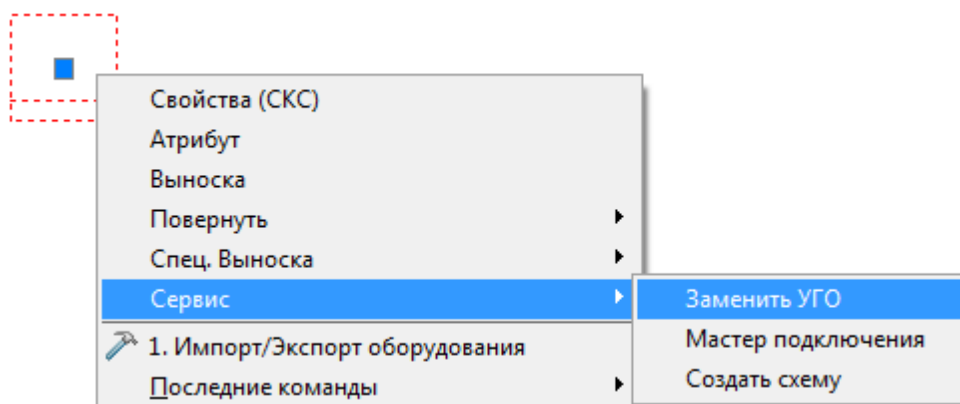 Свойства (СКС)
Атрибут
Выноска
Повернуть
Спец. Выноска
Сервис
Заменить УГО
Мастер подключения
1. Импорт/Экспорт оборудования
Последние команды
Создать схему